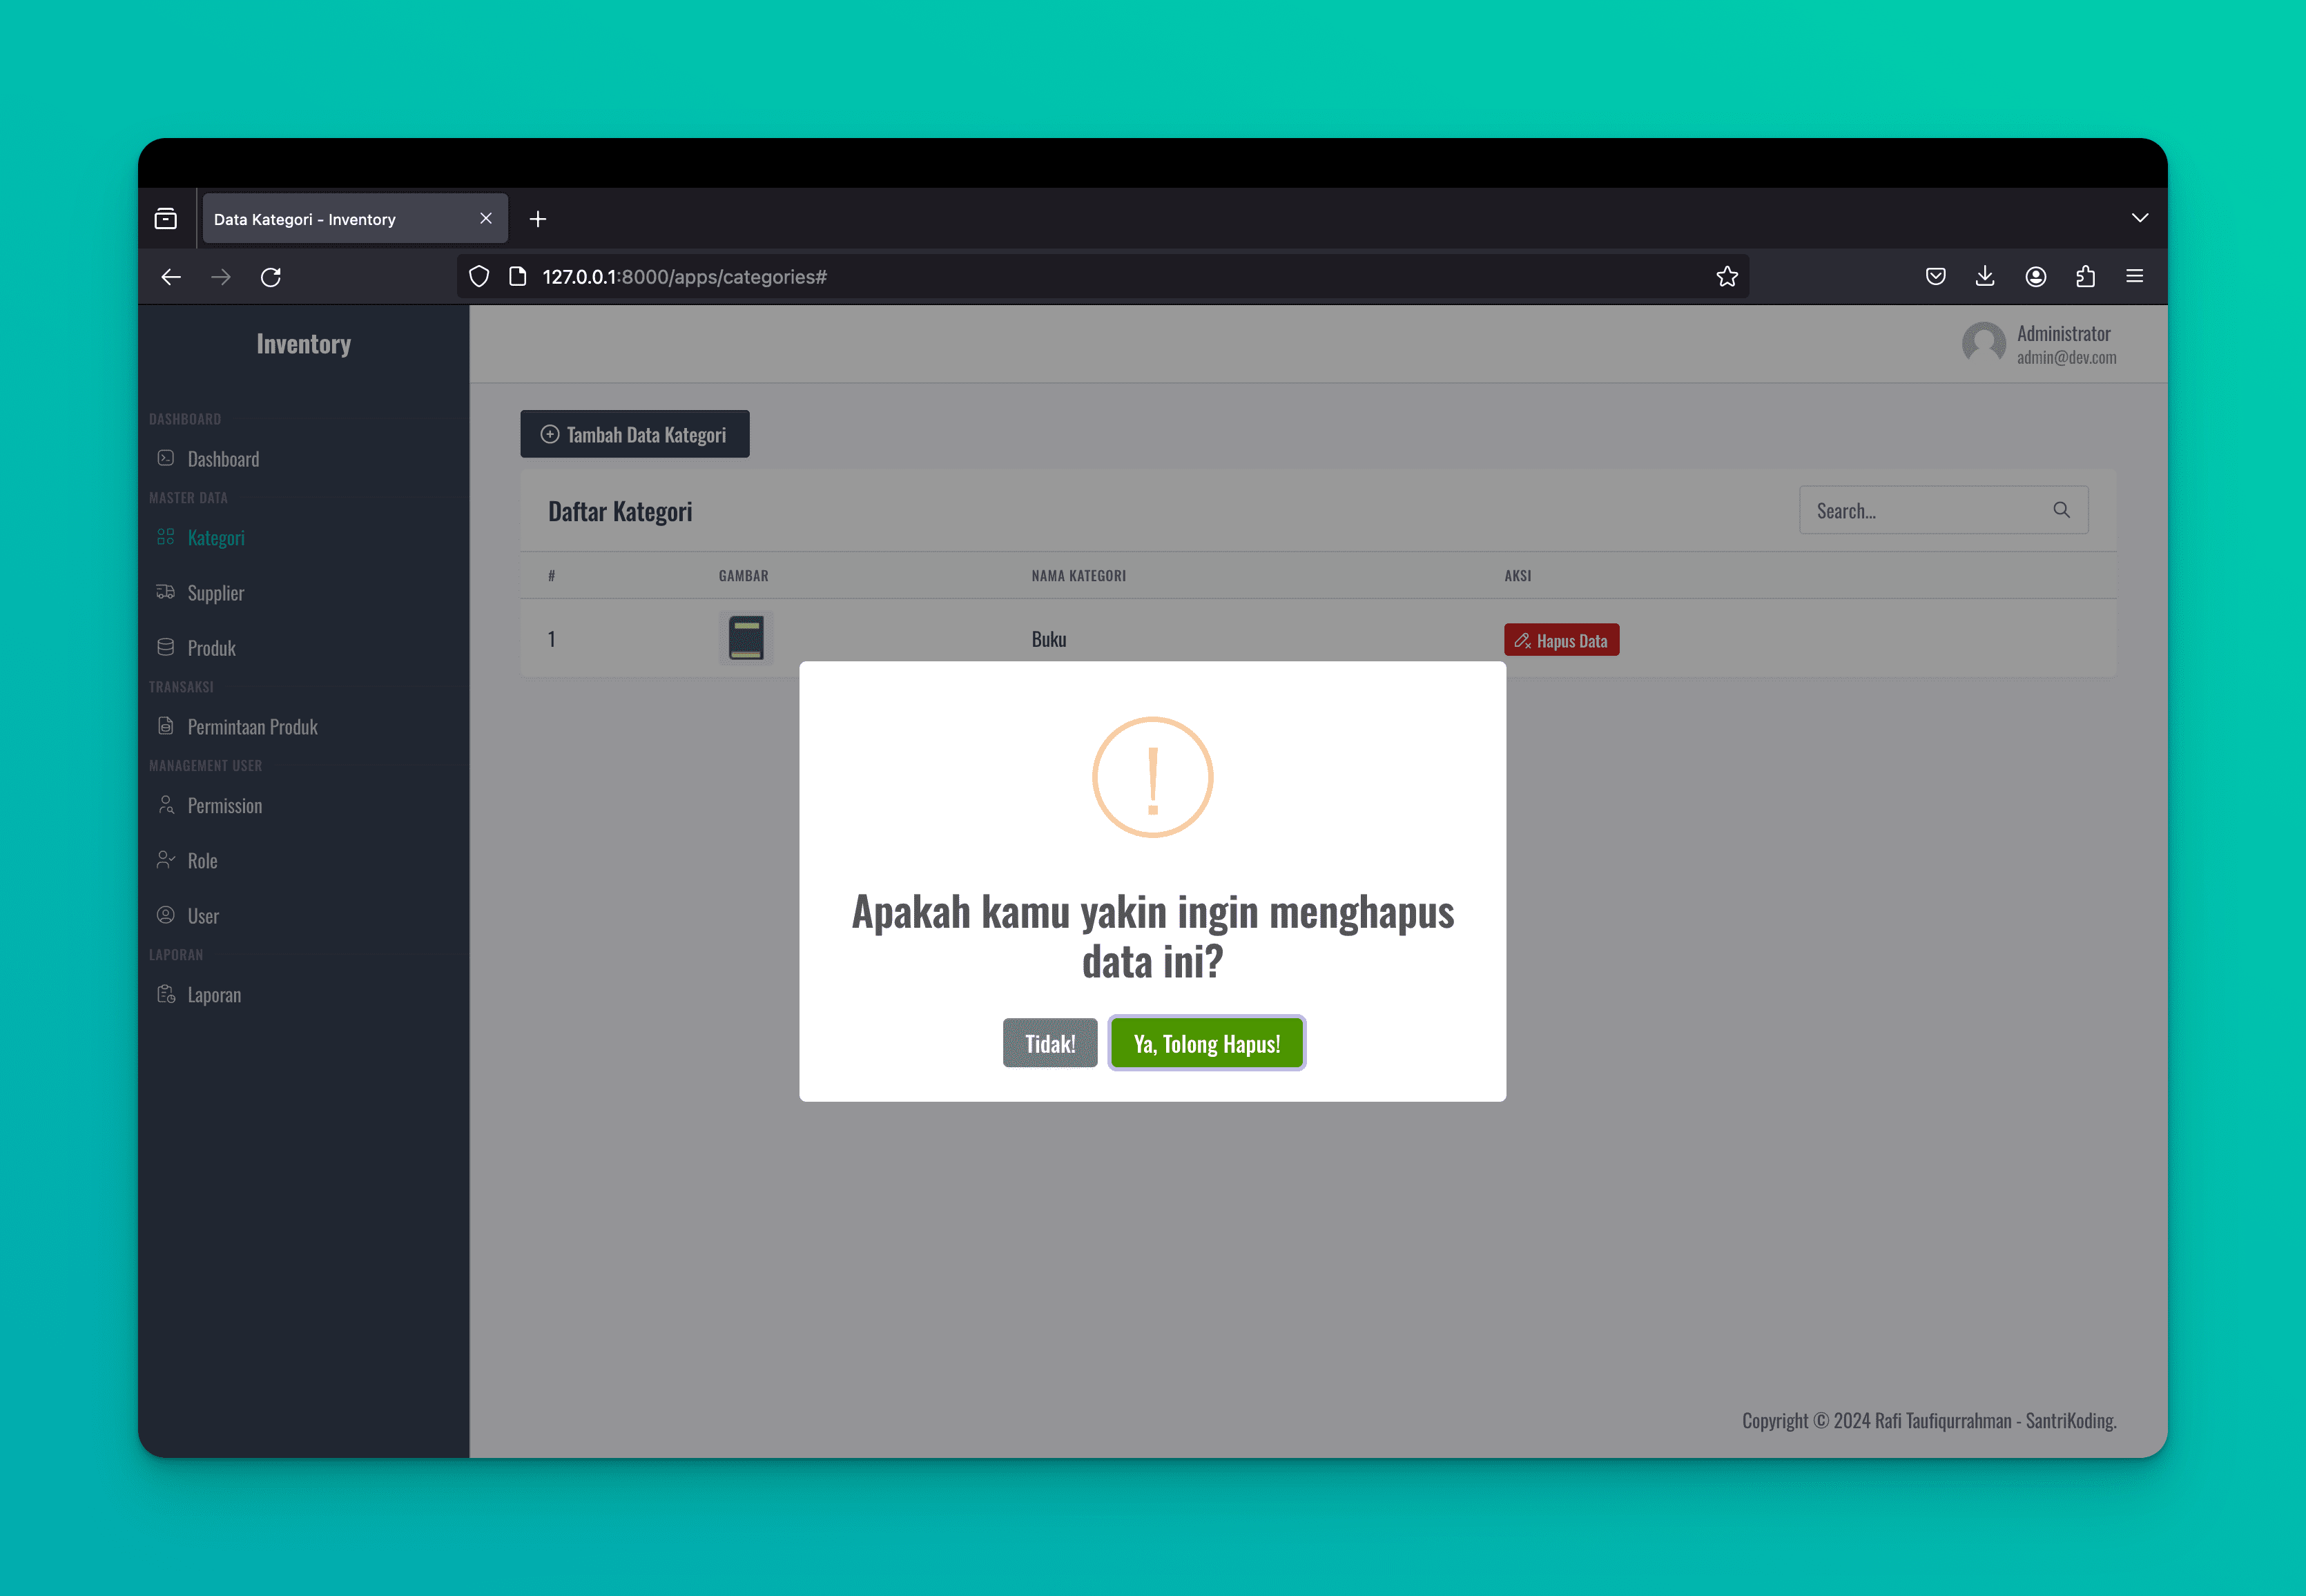 Data Kategori - Inventory
127.0.0.1:8000/apps/categories#
Inventory
Administrator
admin@dev.com
DASHBOARD
Dashboard
MASTER DATA
Kategori
Supplier
Produk
TRANSAKSI
Permintaan Produk
MANAGEMENT USER
Permission
Role
User
LAPORAN
Laporan
Tambah Data Kategori
Daftar Kategori
Search...
# GAMBAR NAMA KATEGORI AKSI
1 Buku Hapus Data
Apakah kamu yakin ingin menghapus
data ini?
Tidak! Ya, Tolong Hapus!
Copyright © 2024 Rafi Taufiqurrahman - SantriKoding.